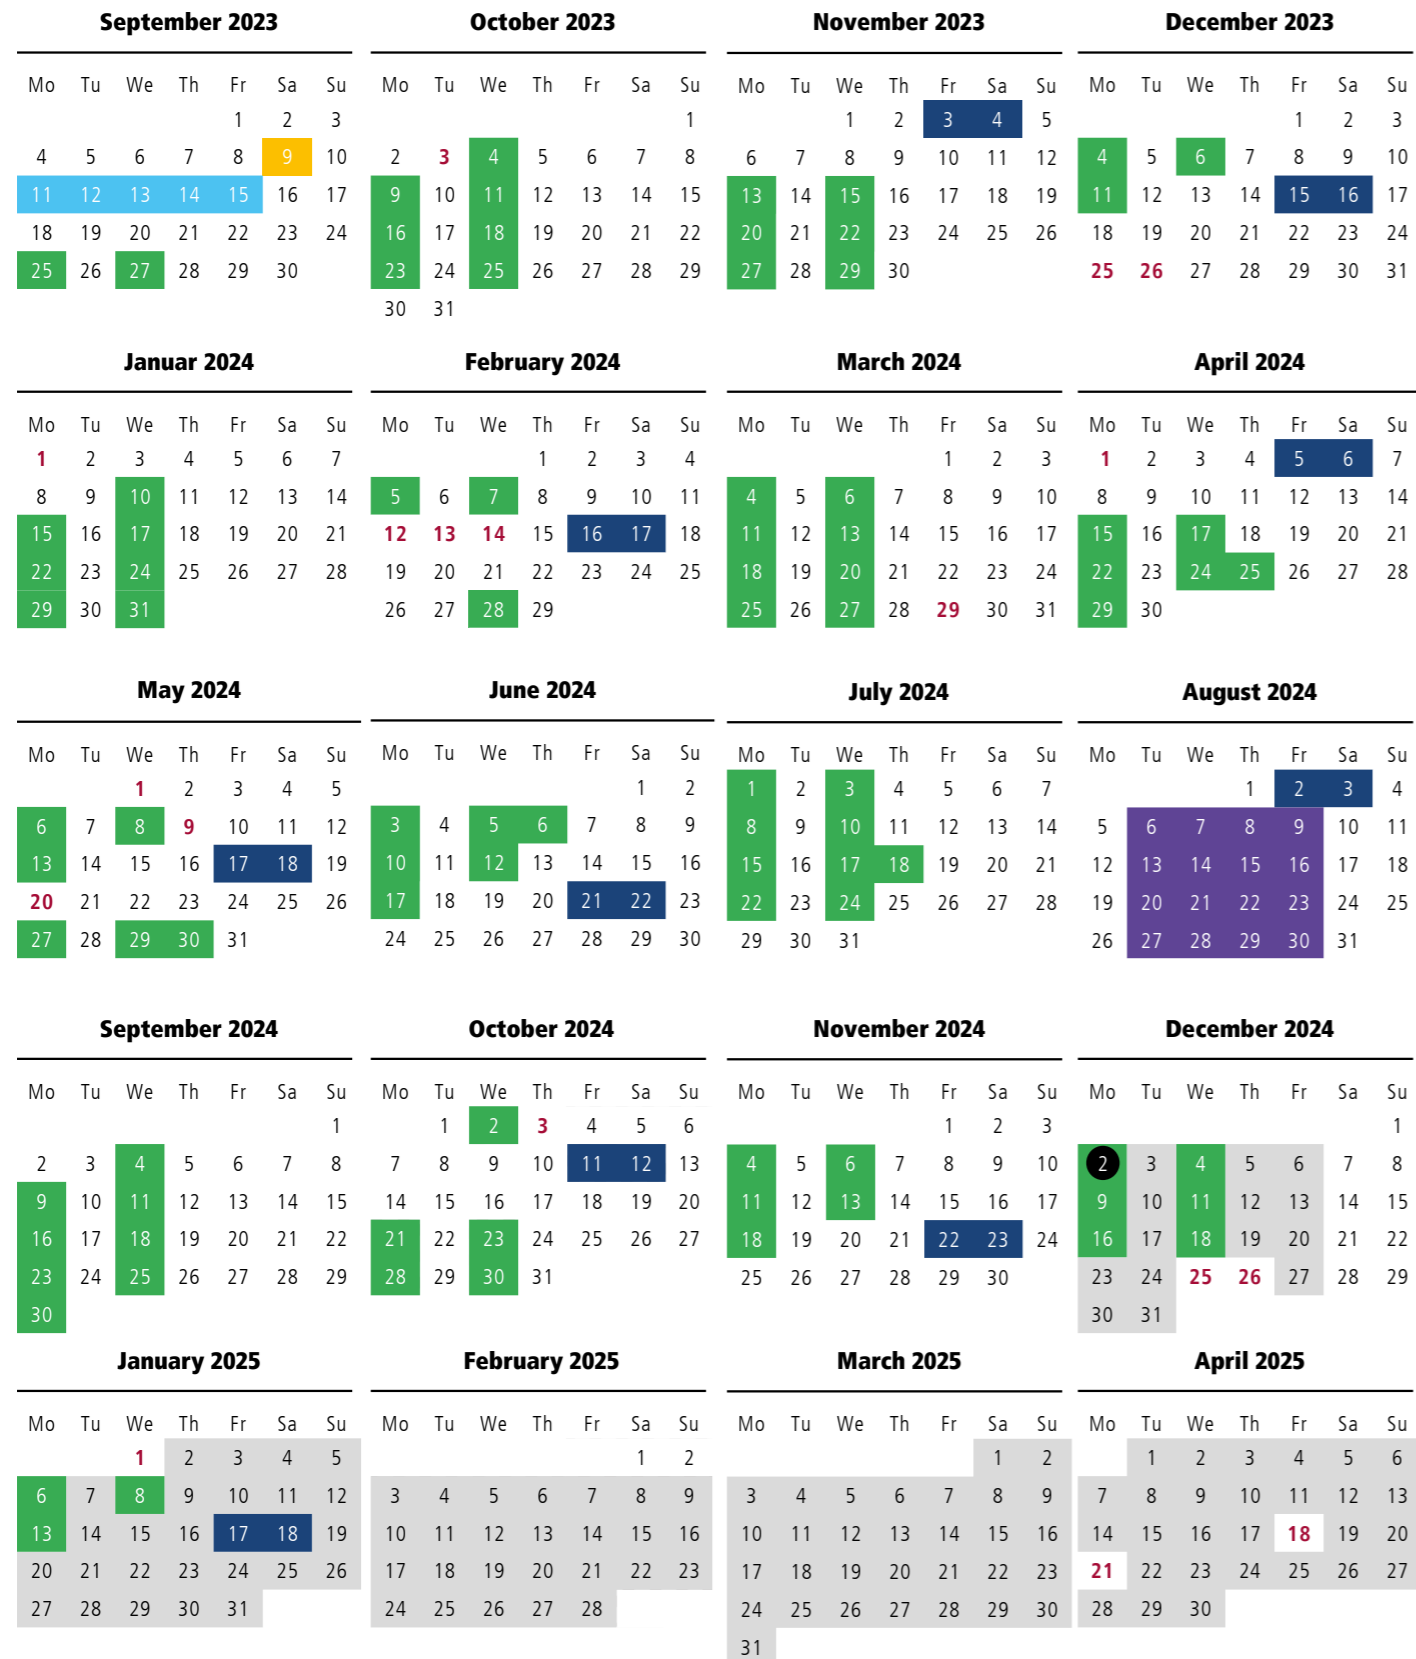 September 2023 October 2023 November 2023 December 2023
Mo Tu We Th Fr Sa Su Mo Tu We Th Fr Sa Su Mo Tu We Th Fr Sa Su Mo Tu We Th Fr Sa Su
1 2 3 1 1 2 3 4 5 1 2 3
4 5 6 7 8 9 10 2 3 4 5 6 7 8 6 7 8 9 10 11 12 4 5 6 7 8 9 10
11 12 13 14 15 16 17 9 10 11 12 13 14 15 13 14 15 16 17 18 19 11 12 13 14 15 16 17
18 19 20 21 22 23 24 16 17 18 19 20 21 22 20 21 22 23 24 25 26 18 19 20 21 22 23 24
25 26 27 28 29 30 23 24 25 26 27 28 29 27 28 29 30 25 26 27 28 29 30 31
30 31
Januar 2024 February 2024 March 2024 April 2024
Mo Tu We Th Fr Sa Su Mo Tu We Th Fr Sa Su Mo Tu We Th Fr Sa Su Mo Tu We Th Fr Sa Su
1 2 3 4 5 6 7 1 2 3 4 1 2 3 1 2 3 4 5 6 7
8 9 10 11 12 13 14 5 6 7 8 9 10 11 4 5 6 7 8 9 10 8 9 10 11 12 13 14
15 16 17 18 19 20 21 12 13 14 15 16 17 18 11 12 13 14 15 16 17 15 16 17 18 19 20 21
22 23 24 25 26 27 28 19 20 21 22 23 24 25 18 19 20 21 22 23 24 22 23 24 25 26 27 28
29 30 31 26 27 28 29 25 26 27 28 29 30 31 29 30
May 2024 June 2024 July 2024 August 2024
Mo Tu We Th Fr Sa Su Mo Tu We Th Fr Sa Su Mo Tu We Th Fr Sa Su Mo Tu We Th Fr Sa Su
1 2 3 4 5 1 2 1 2 3 4 5 6 7 1 2 3 4
6 7 8 9 10 11 12 3 4 5 6 7 8 9 8 9 10 11 12 13 14 5 6 7 8 9 10 11
13 14 15 16 17 18 19 10 11 12 13 14 15 16 15 16 17 18 19 20 21 12 13 14 15 16 17 18
20 21 22 23 24 25 26 17 18 19 20 21 22 23 22 23 24 25 26 27 28 19 20 21 22 23 24 25
27 28 29 30 31 24 25 26 27 28 29 30 29 30 31 26 27 28 29 30 31
September 2024 October 2024 November 2024 December 2024
Mo Tu We Th Fr Sa Su Mo Tu We Th Fr Sa Su Mo Tu We Th Fr Sa Su Mo Tu We Th Fr Sa Su
1 1 2 3 4 5 6 1 2 3 1
2 3 4 5 6 7 8 7 8 9 10 11 12 13 4 5 6 7 8 9 10 2 3 4 5 6 7 8
9 10 11 12 13 14 15 14 15 16 17 18 19 20 11 12 13 14 15 16 17 9 10 11 12 13 14 15
16 17 18 19 20 21 22 21 22 23 24 25 26 27 18 19 20 21 22 23 24 16 17 18 19 20 21 22
23 24 25 26 27 28 29 28 29 30 31 25 26 27 28 29 30 23 24 25 26 27 28 29
30 30 31
January 2025 February 2025 March 2025 April 2025
Mo Tu We Th Fr Sa Su Mo Tu We Th Fr Sa Su Mo Tu We Th Fr Sa Su Mo Tu We Th Fr Sa Su
1 2 3 4 5 1 2 1 2 1 2 3 4 5 6
6 7 8 9 10 11 12 3 4 5 6 7 8 9 3 4 5 6 7 8 9 7 8 9 10 11 12 13
13 14 15 16 17 18 19 10 11 12 13 14 15 16 10 11 12 13 14 15 16 14 15 16 17 18 19 20
20 21 22 23 24 25 26 17 18 19 20 21 22 23 17 18 19 20 21 22 23 21 22 23 24 25 26 27
27 28 29 30 31 24 25 26 27 28 24 25 26 27 28 29 30 28 29 30
31